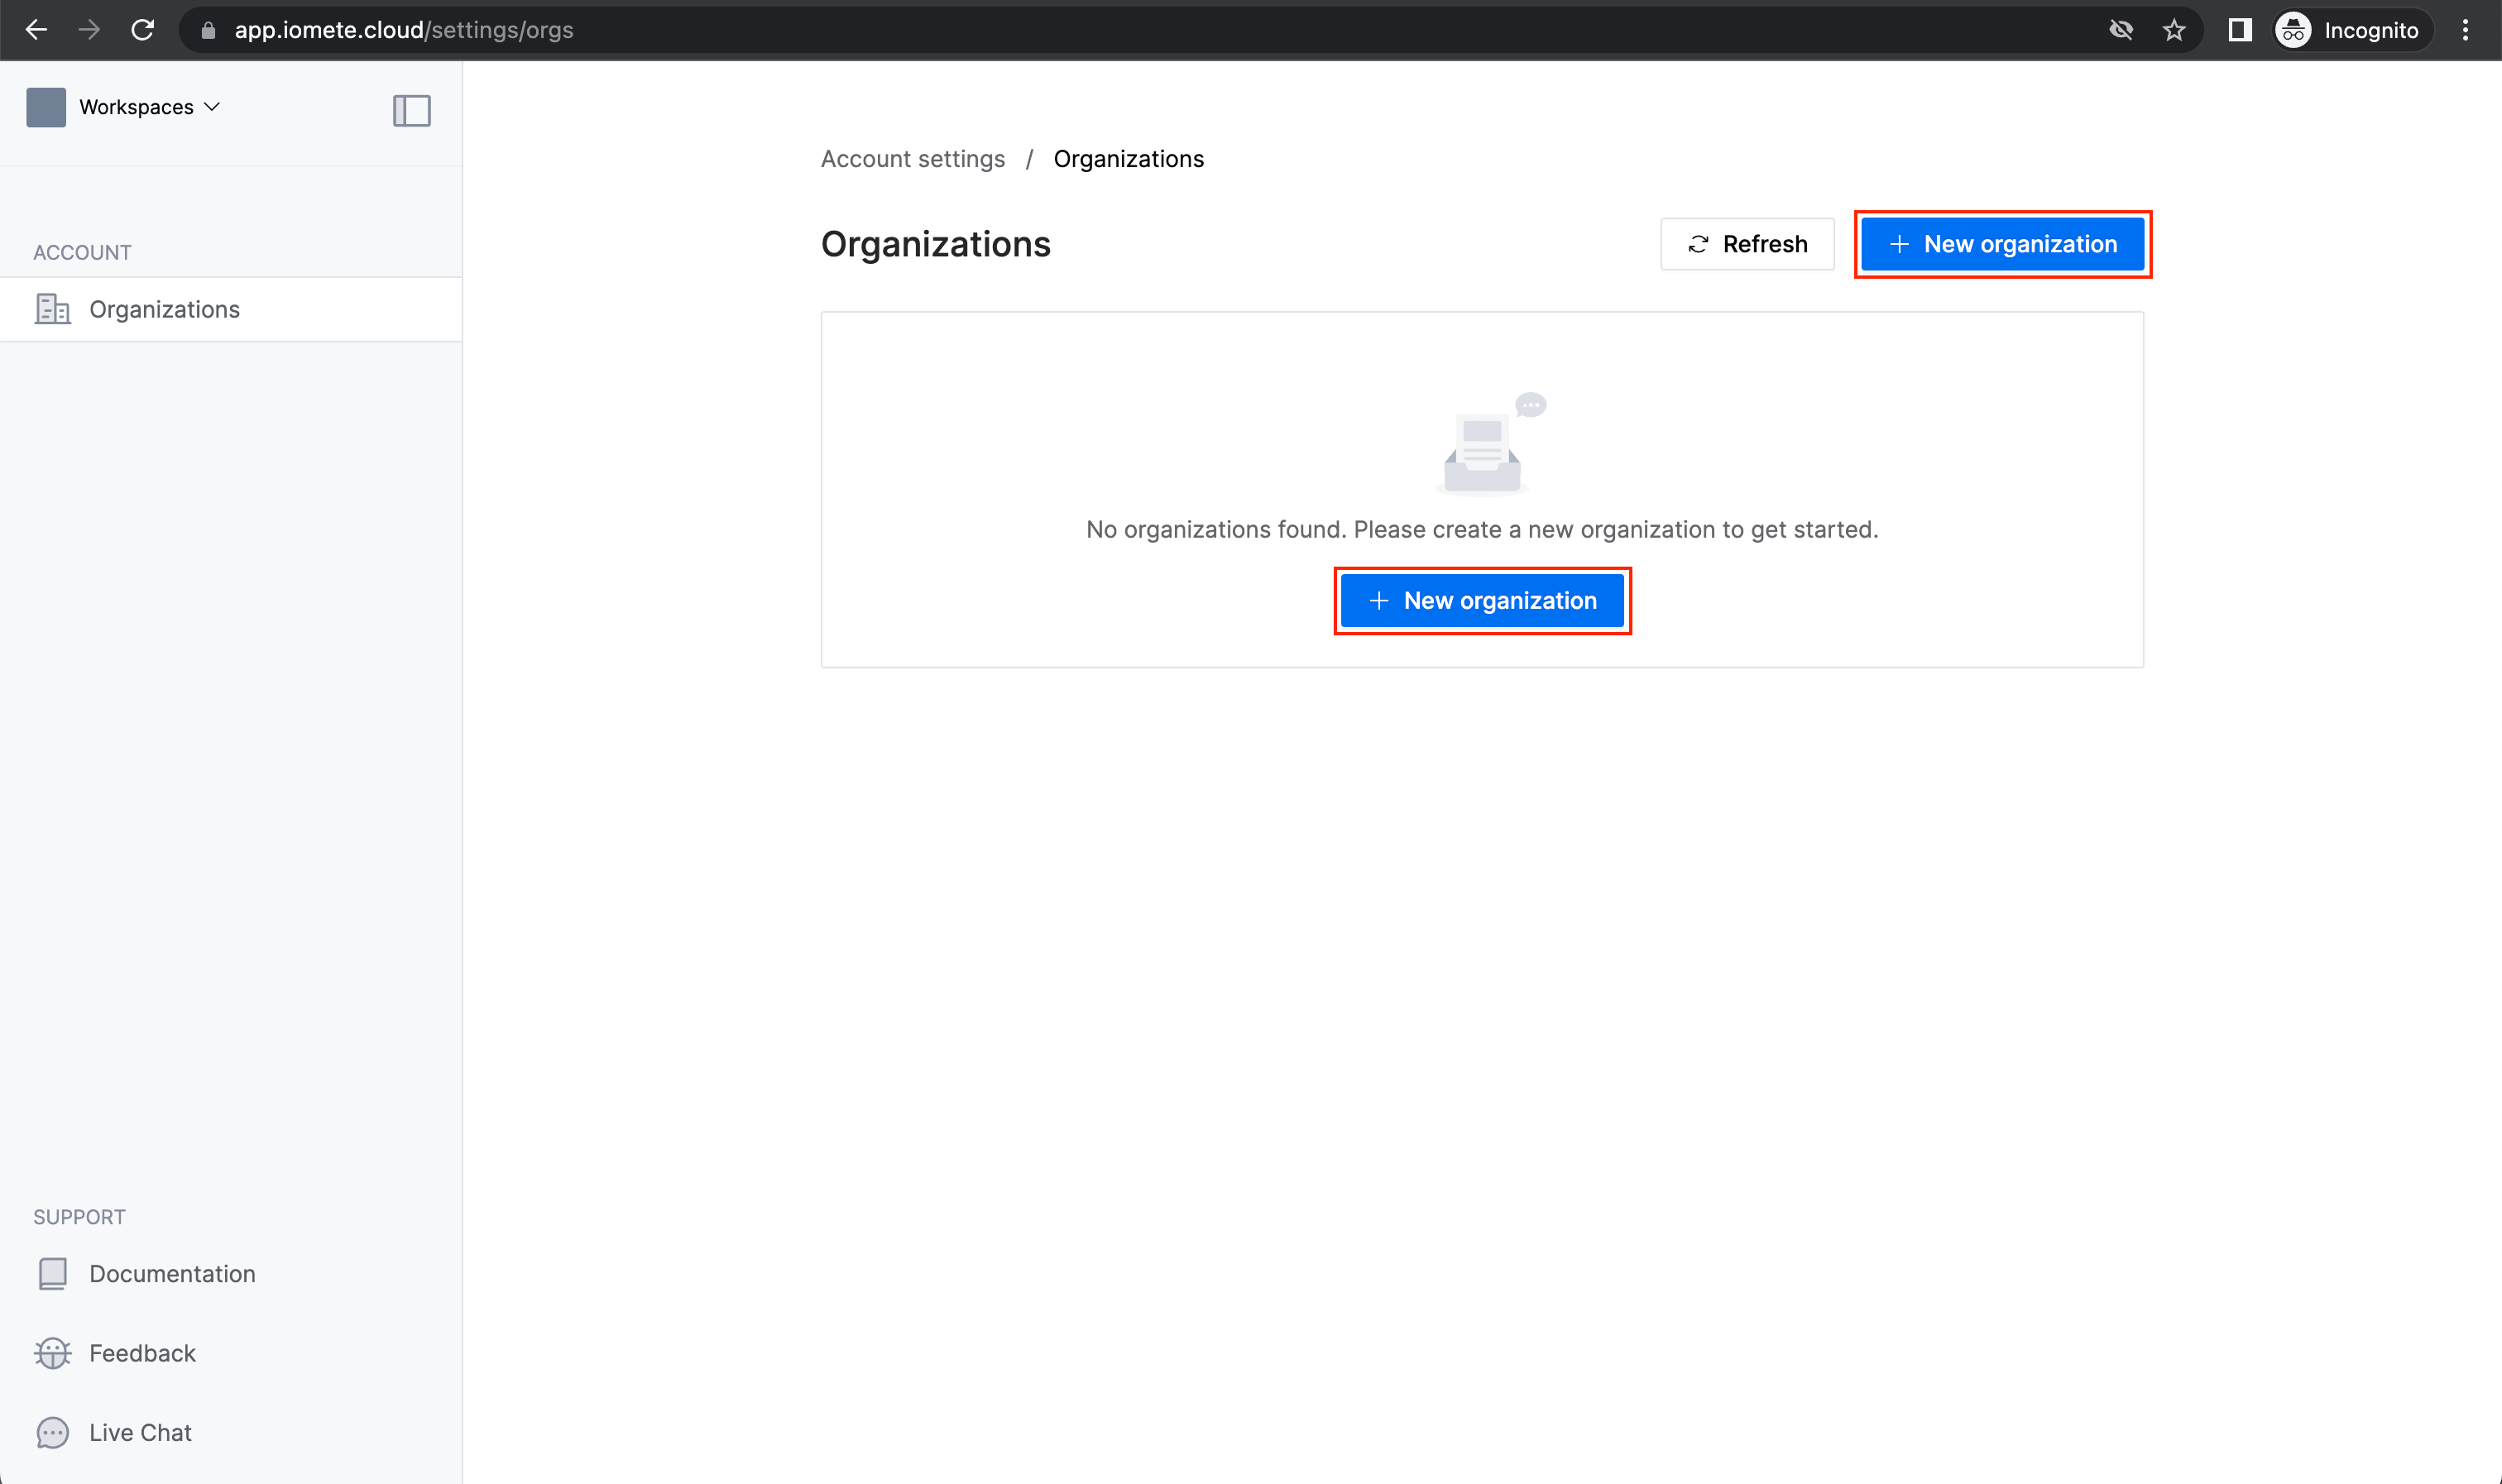 app.iomete.cloud/settings/orgs
Incognito
Workspaces
ACCOUNT
Organizations
SUPPORT
Documentation
Feedback
Live Chat
Account settings / Organizations
Organizations
Refresh
New organization
No organizations found. Please create a new organization to get started.
New organization